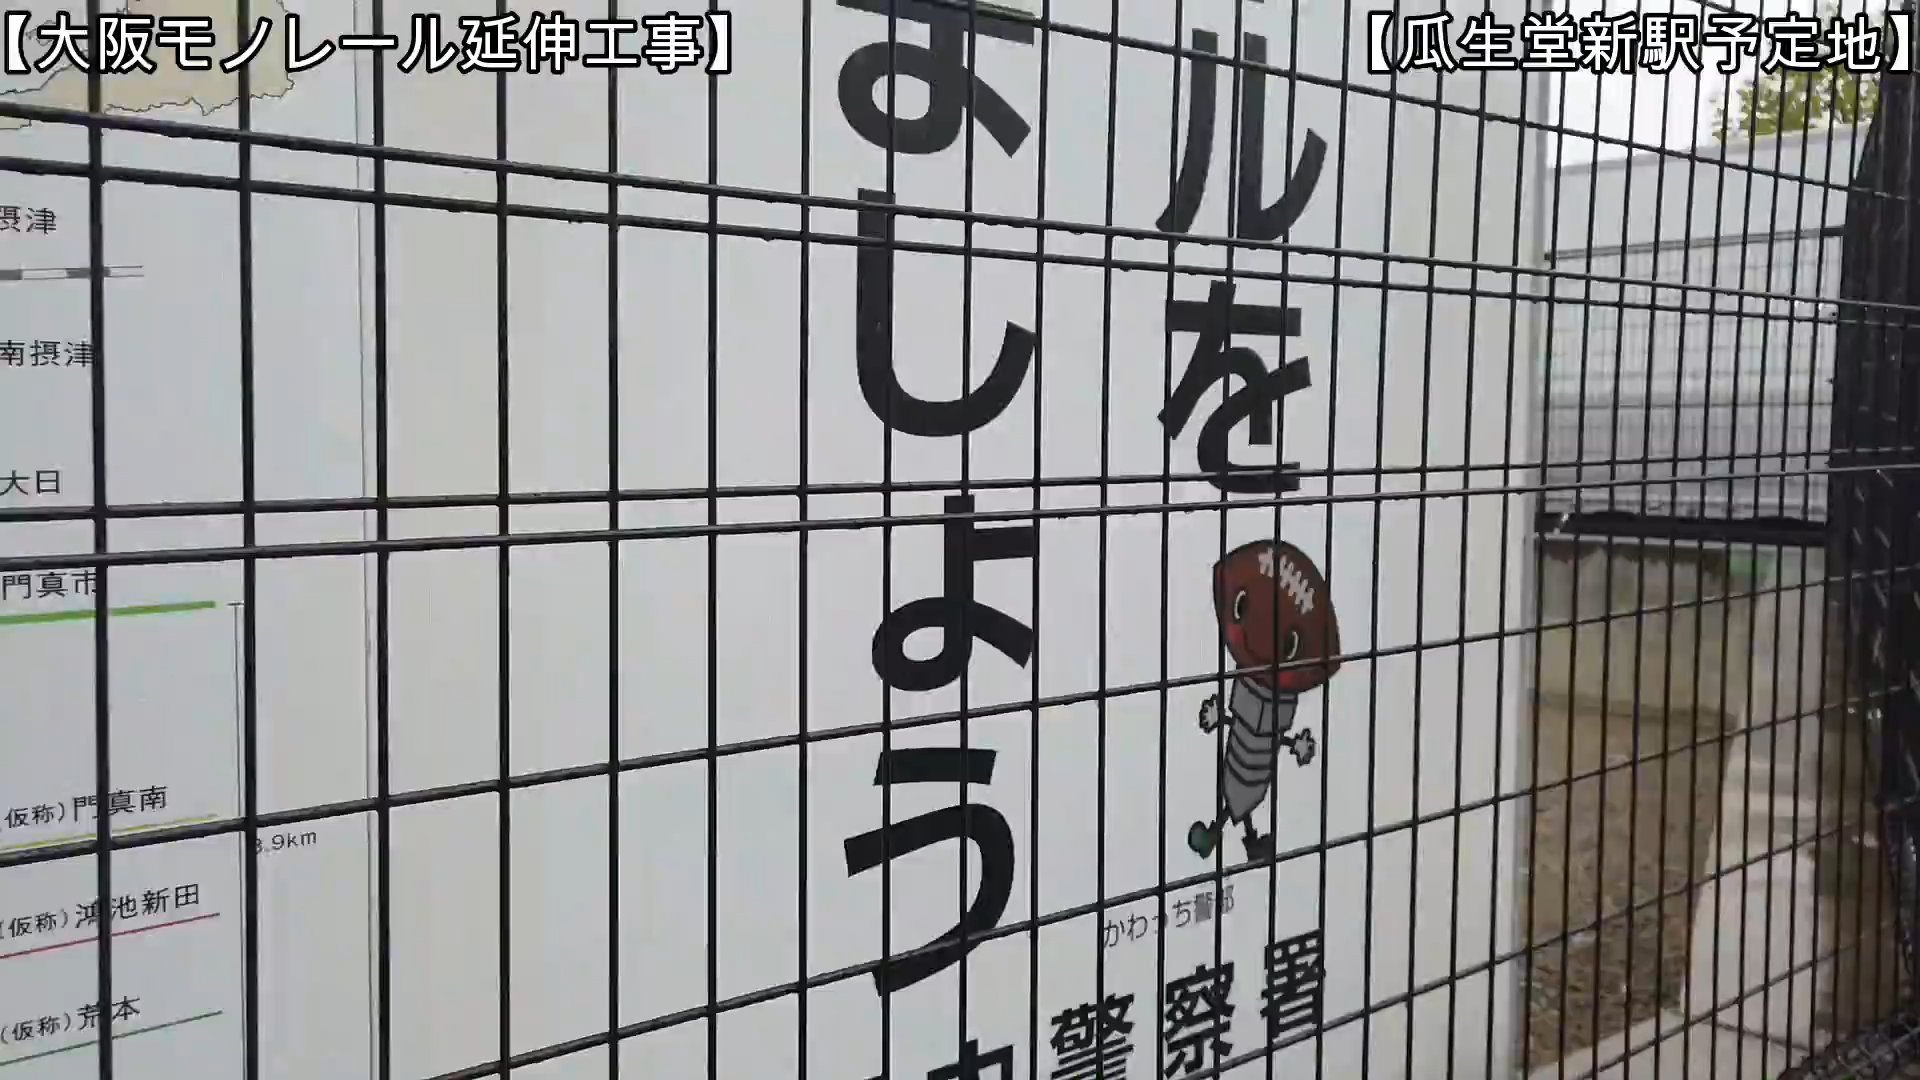 【大阪モノレール延伸工事】
【瓜生堂新駅予定地】
摂津
南摂津
大日
門真市
(仮称)門真南
(仮称)鴻池新田
(仮称)荒本
ルを
ましょう
かわっち警部
警察署